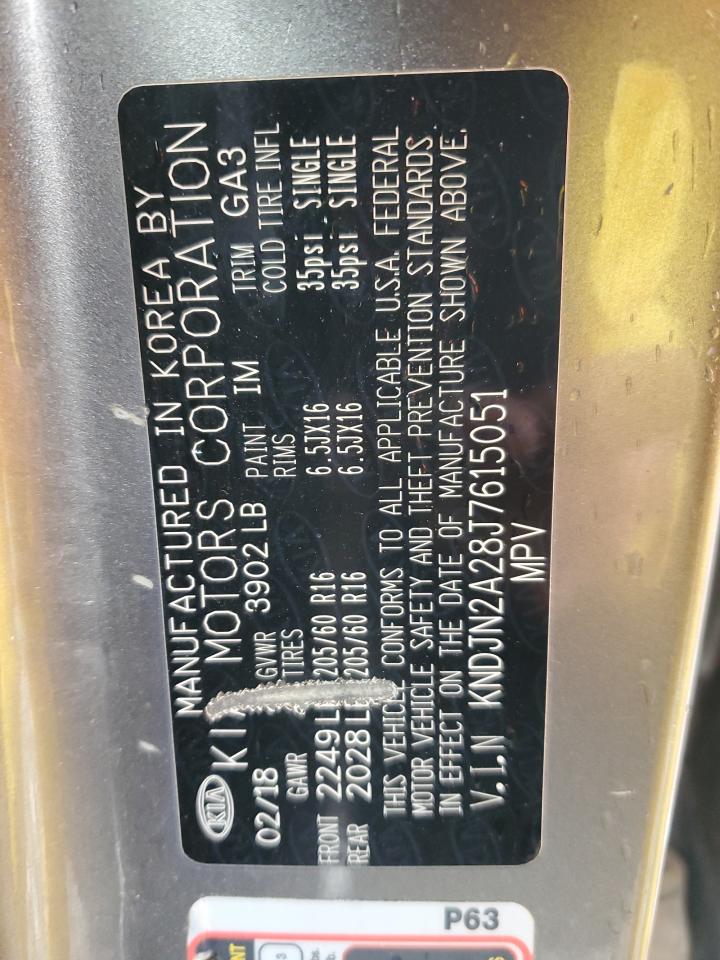 MANUFACTURED IN KOREA BY
KIA MOTORS CORPORATION
02/18 GVWR 3902 LB PAINT IM TRIM GA3
GAWR TIRES RIMS COLD TIRE INFL
FRONT 2249 L 205/60 R16 6.5JX16 35psi SINGLE
REAR 2028 L 205/60 R16 6.5JX16 35psi SINGLE
THIS VEHICLE CONFORMS TO ALL APPLICABLE U.S.A. FEDERAL
MOTOR VEHICLE SAFETY AND THEFT PREVENTION STANDARDS
IN EFFECT ON THE DATE OF MANUFACTURE SHOWN ABOVE.
V.I.N KNDJN2A28J7615051
MPV
P63